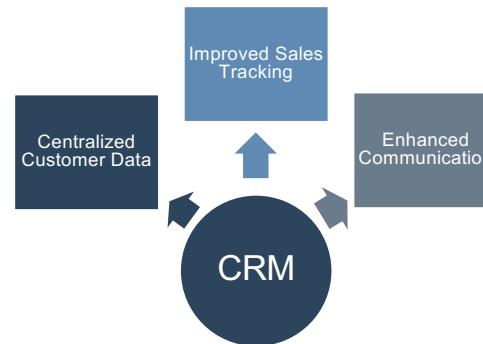 Improved Sales
Tracking
Centralized
Customer Data
Enhanced
Communicatio
CRM